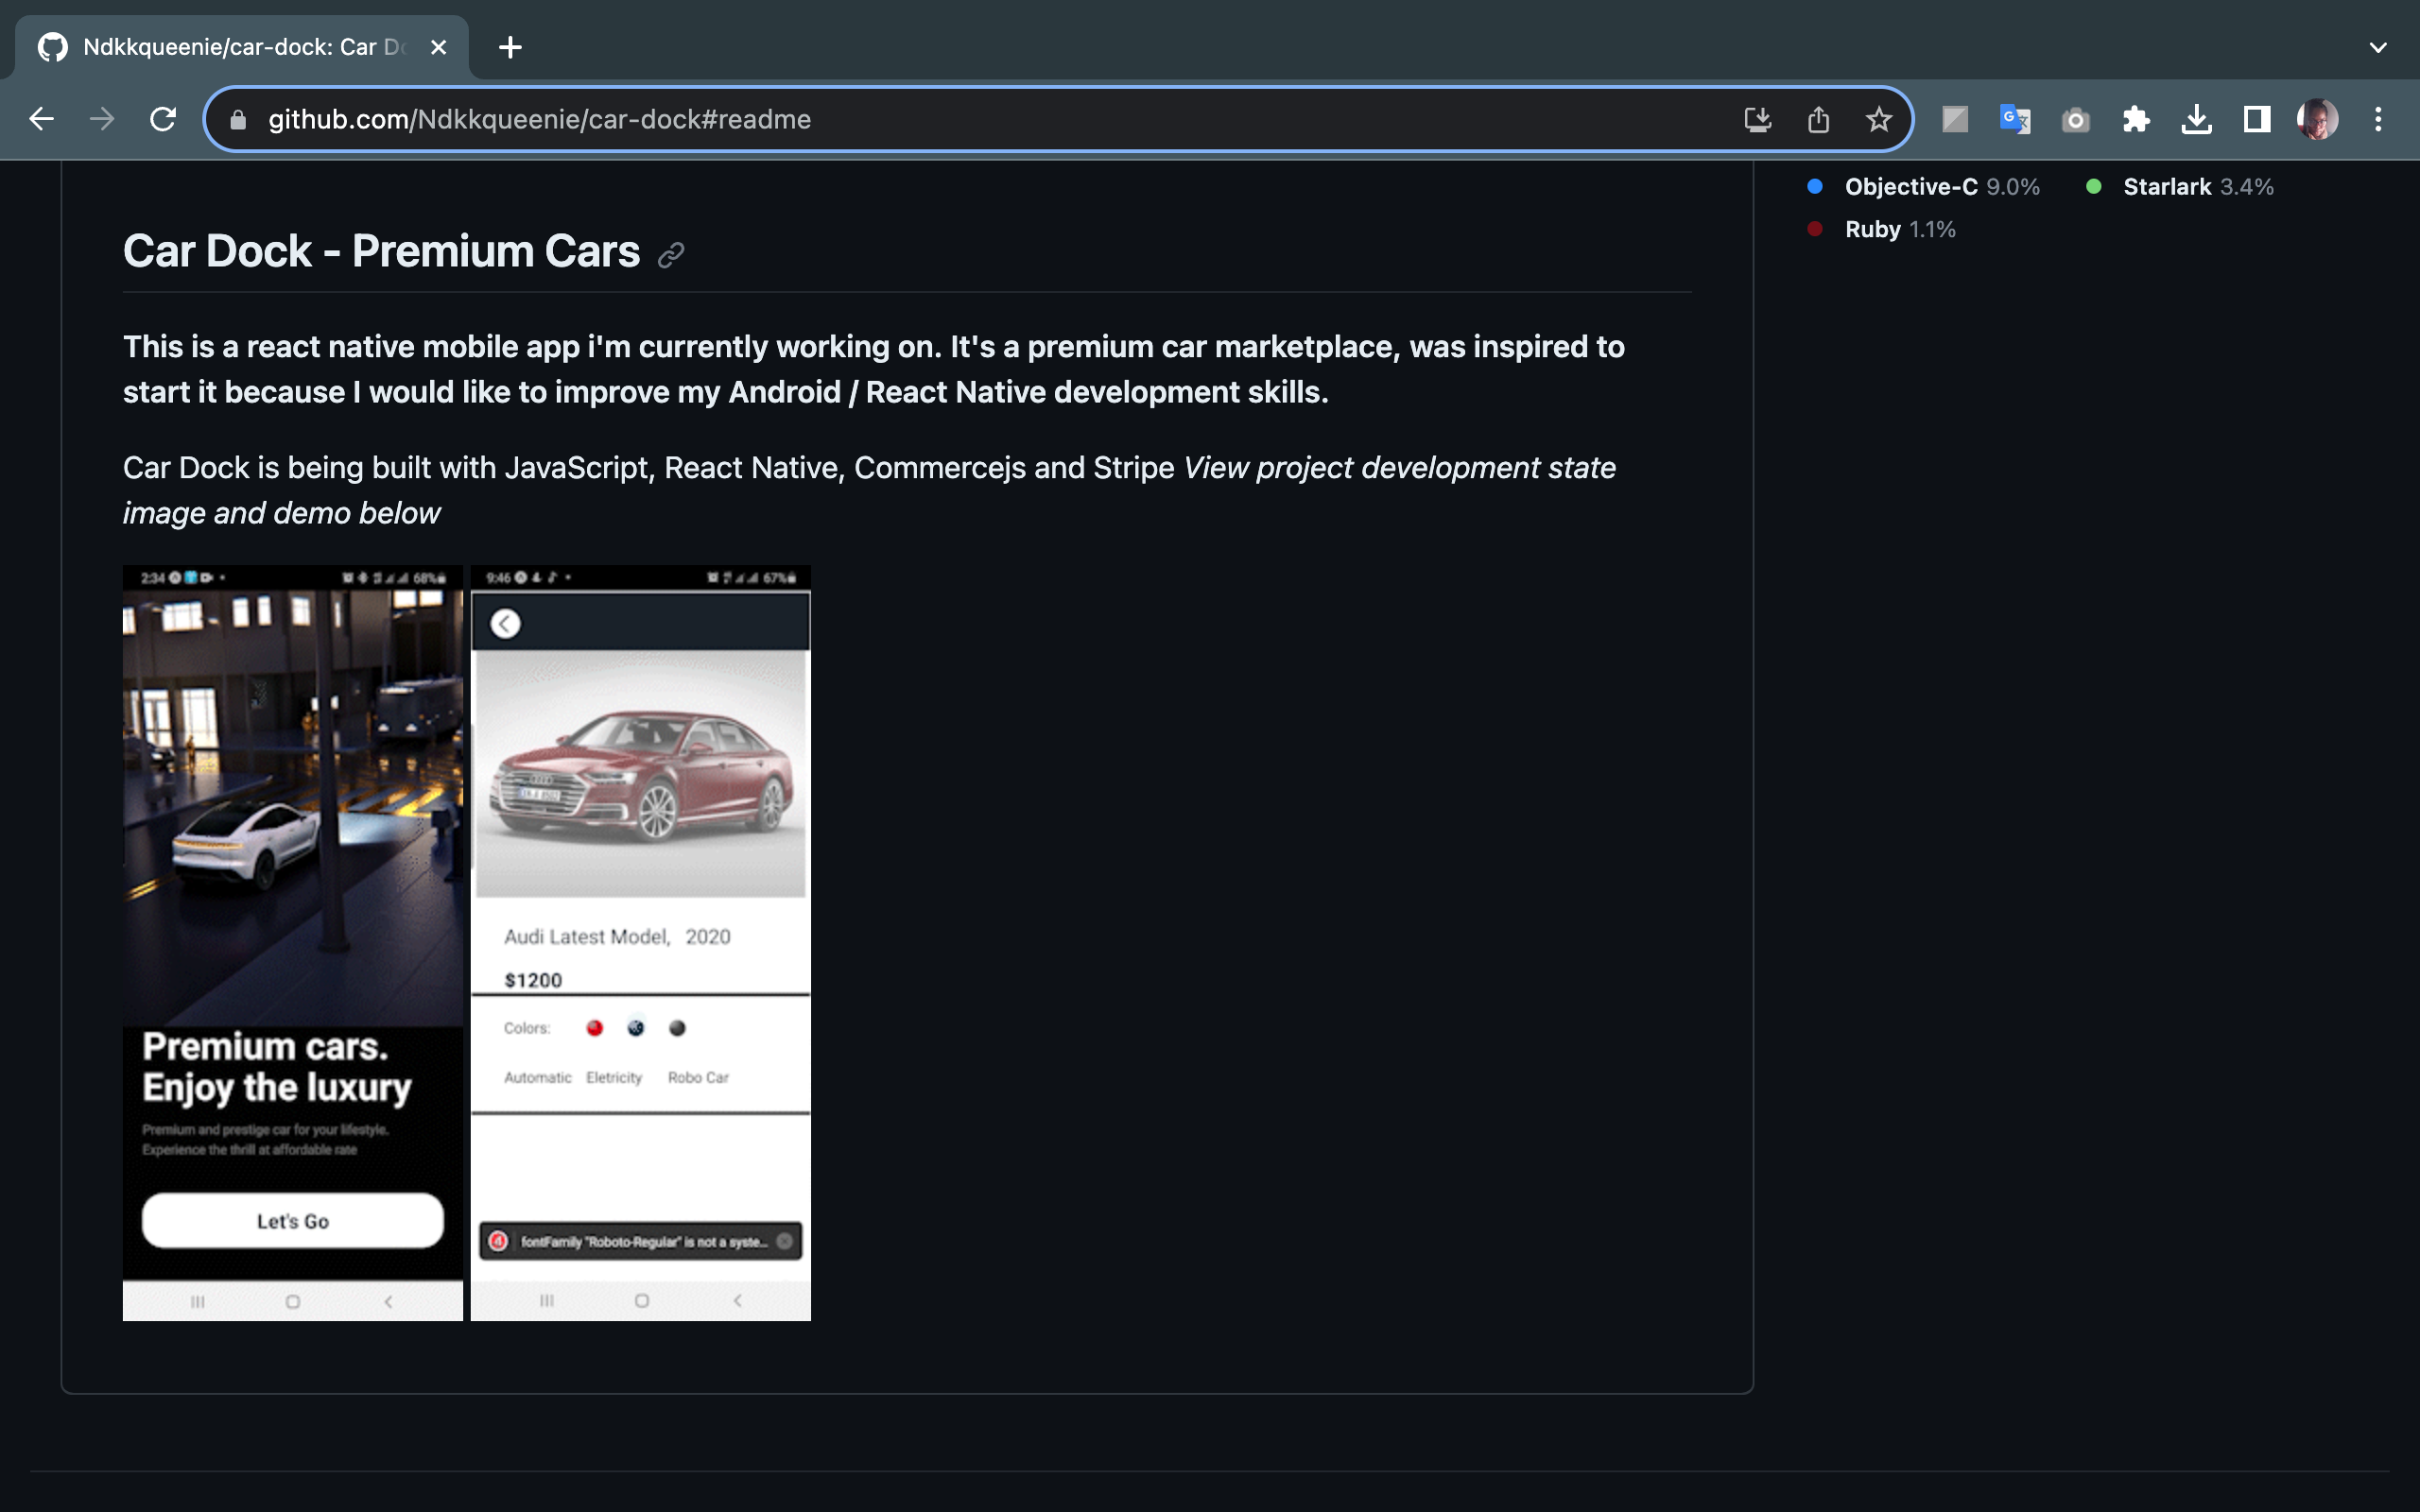 Ndkkqueenie/car-dock: Car Do
github.com/Ndkkqueenie/car-dock#readme
Objective-C 9.0% Starlark 3.4%
Ruby 1.1%
Car Dock - Premium Cars
This is a react native mobile app i'm currently working on. It's a premium car marketplace, was inspired to
start it because I would like to improve my Android / React Native development skills.
Car Dock is being built with JavaScript, React Native, Commercejs and Stripe View project development state
image and demo below
2:34 68%
Premium cars.
Enjoy the luxury
Premium and prestige car for your lifestyle.
Experience the thrill at affordable rate
Let's Go
9:46 67%
Audi Latest Model, 2020
$1200
Colors:
Automatic Eletricity Robo Car
4 fontFamily "Roboto-Regular" is not a syste...